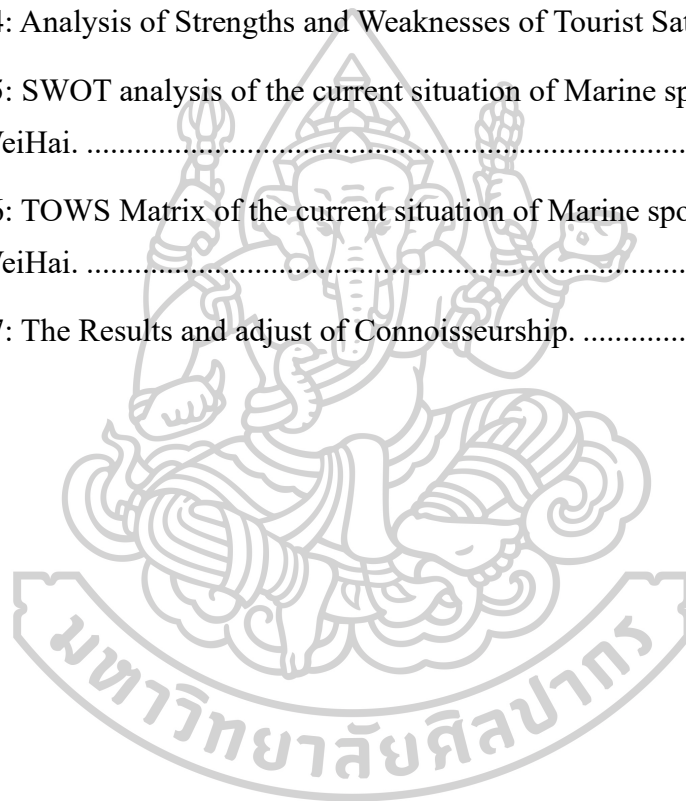 4: Analysis of Strengths and Weaknesses of Tourist Sat
5: SWOT analysis of the current situation of Marine sp
WeiHai. ....................................................................
6: TOWS Matrix of the current situation of Marine spo
WeiHai. ....................................................................
7: The Results and adjust of Connoisseurship. ..............
มหาวิทยาลัยศิลปากร